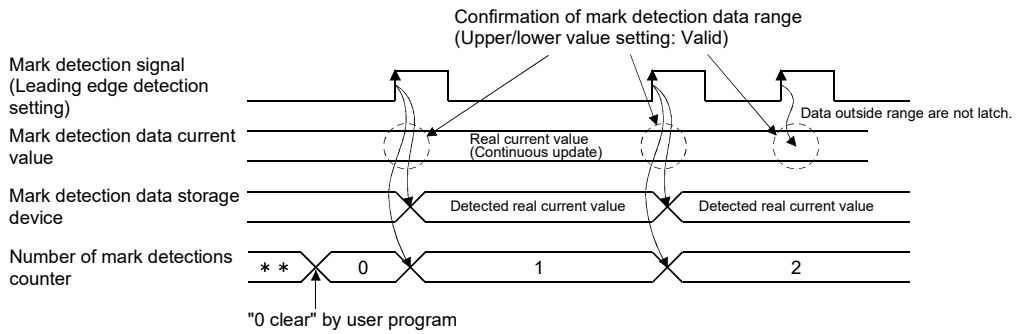 Confirmation of mark detection data range
(Upper/lower value setting: Valid)
Mark detection signal
(Leading edge detection
setting)
Data outside range are not latch.
Mark detection data current
value
Real current value
(Continuous update)
Mark detection data storage
device
Detected real current value
Detected real current value
Number of mark detections
counter
* *
0
1
2
"0 clear" by user program